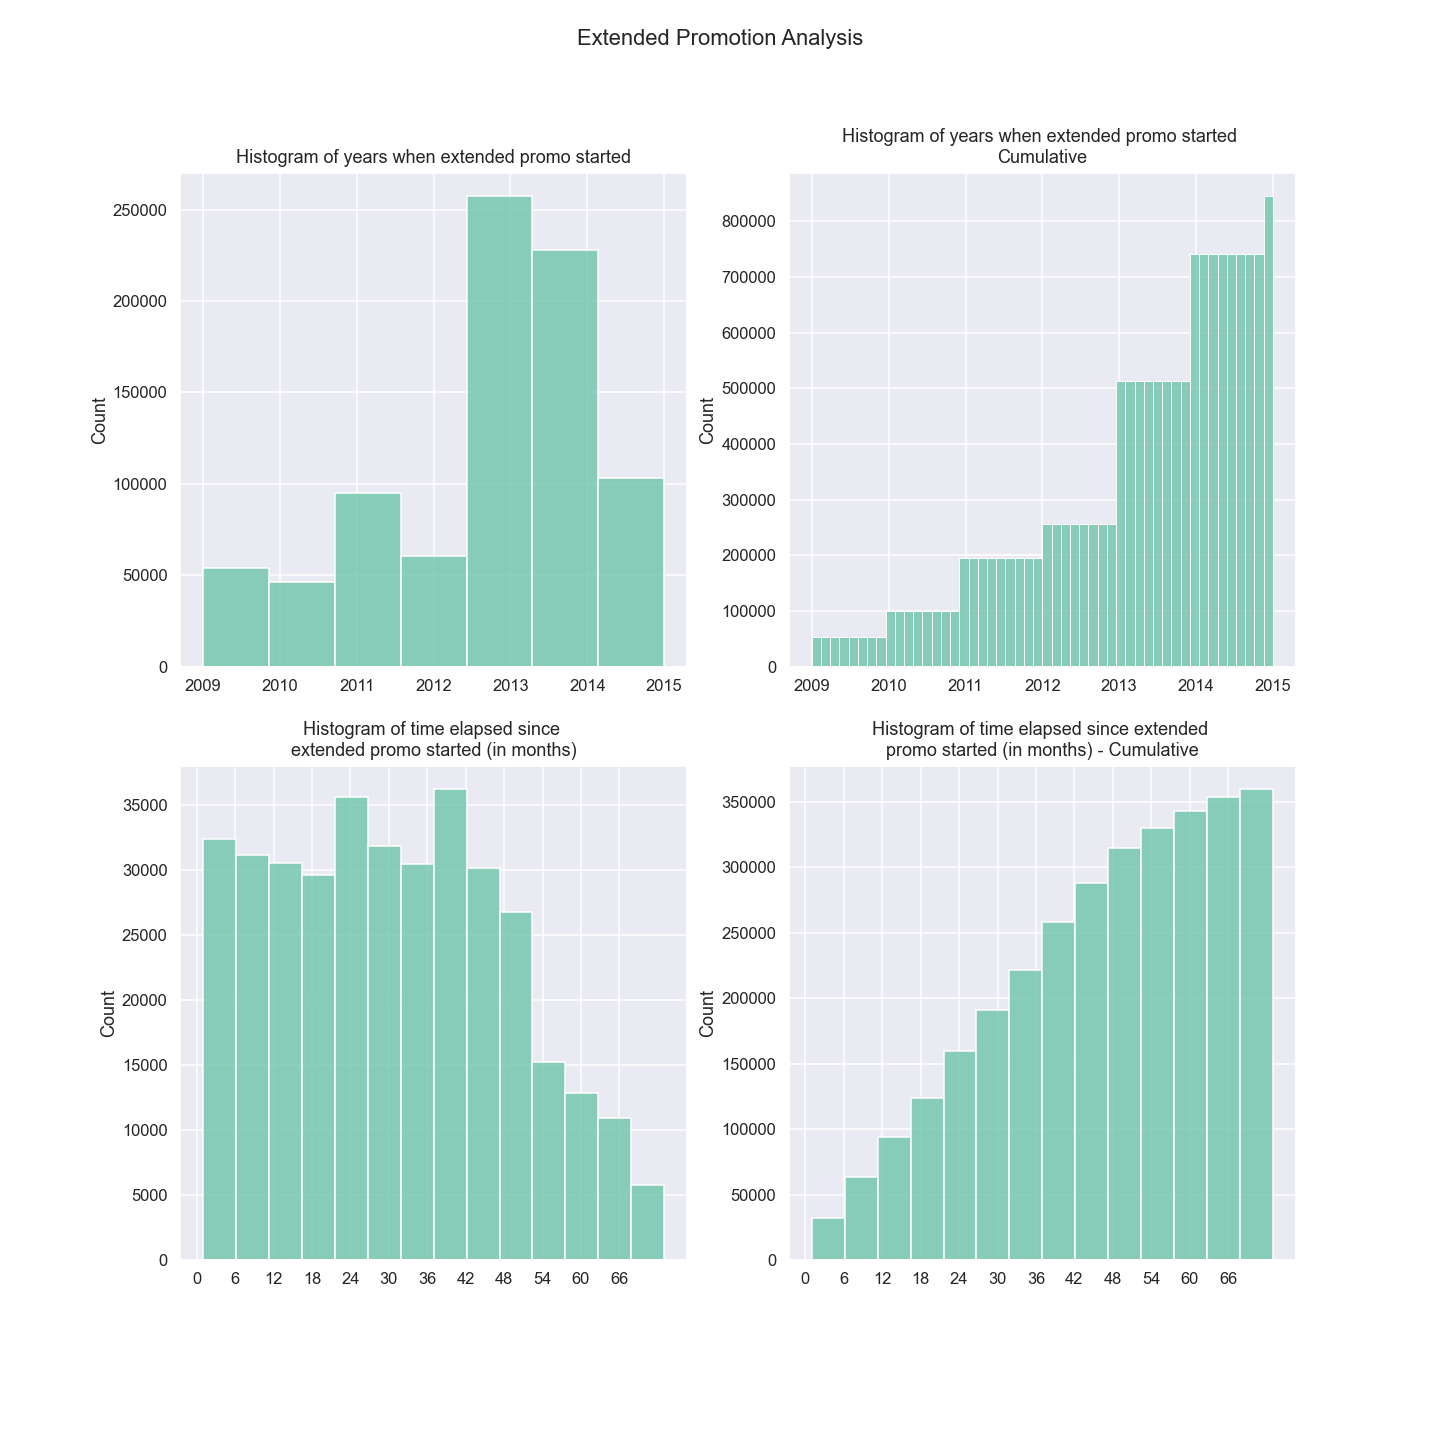 Extended Promotion Analysis
Histogram of years when extended promo started
Count
250000
200000
150000
100000
50000
0
2009 2010 2011 2012 2013 2014 2015
Histogram of years when extended promo started
Cumulative
Count
800000
700000
600000
500000
400000
300000
200000
100000
0
2009 2010 2011 2012 2013 2014 2015
Histogram of time elapsed since
extended promo started (in months)
Count
35000
30000
25000
20000
15000
10000
5000
0
0 6 12 18 24 30 36 42 48 54 60 66
Histogram of time elapsed since extended
promo started (in months) - Cumulative
Count
350000
300000
250000
200000
150000
100000
50000
0
0 6 12 18 24 30 36 42 48 54 60 66